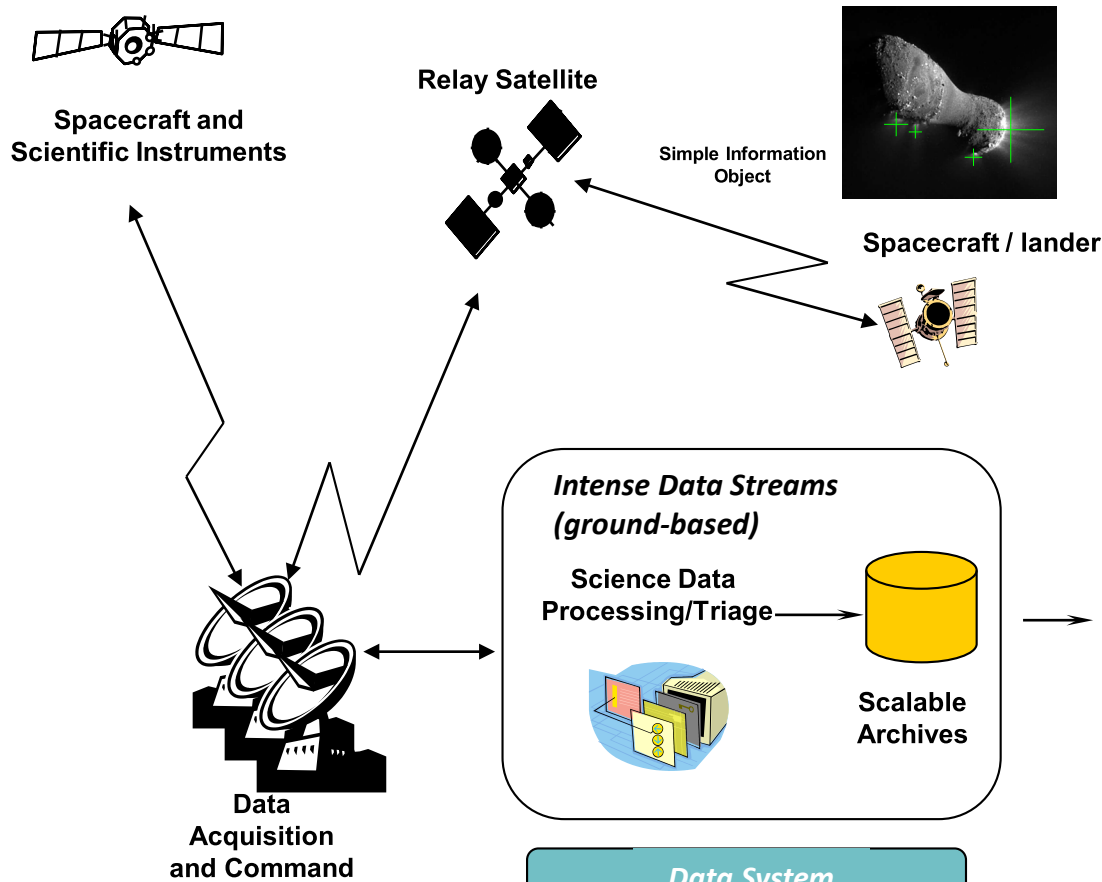 Relay Satellite
Spacecraft and
Scientific Instruments
Simple Information
Object
Spacecraft / lander
Intense Data Streams
(ground-based)
Science Data
Processing/Triage
Scalable
Archives
Data
Acquisition
and Command
Data System